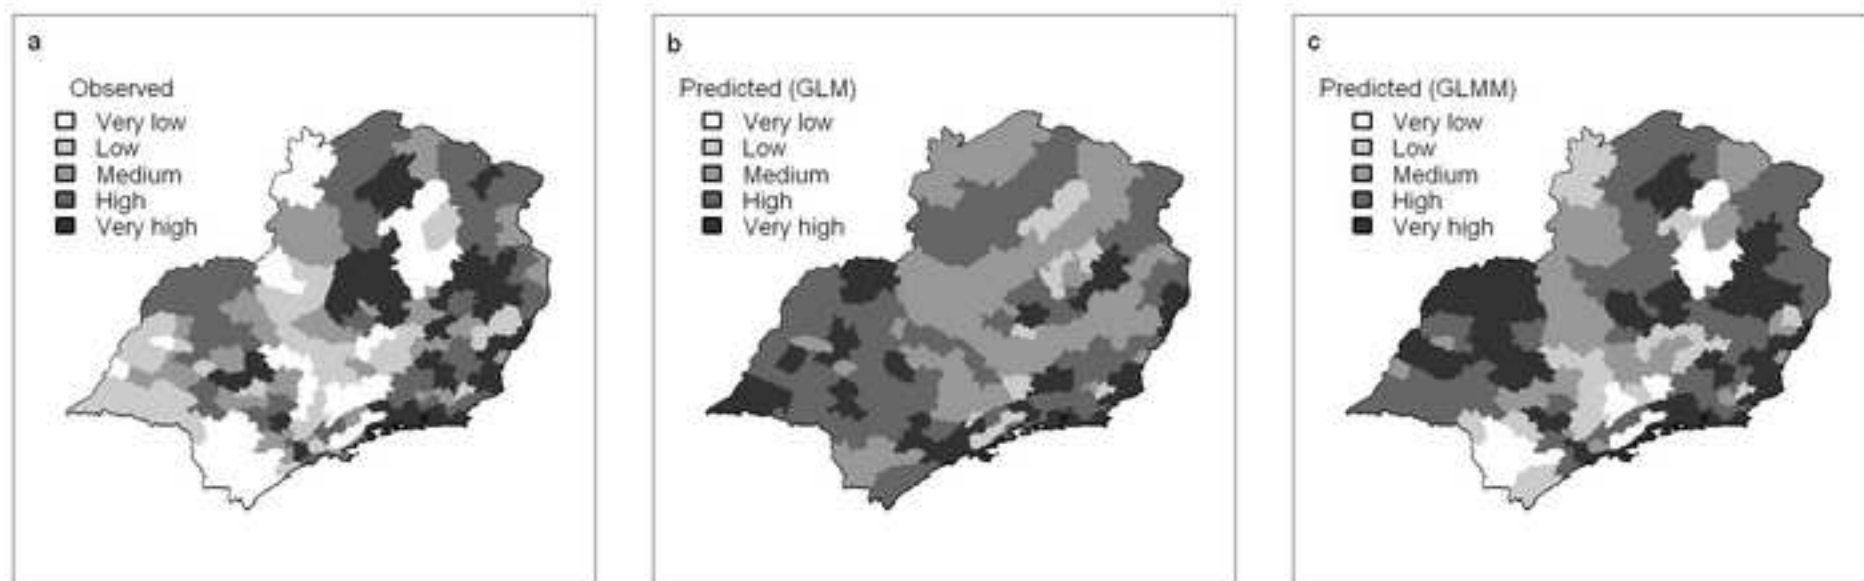 a
Observed
Very low
Low
Medium
High
Very high
b
Predicted (GLM)
Very low
Low
Medium
High
Very high
c
Predicted (GLMM)
Very low
Low
Medium
High
Very high